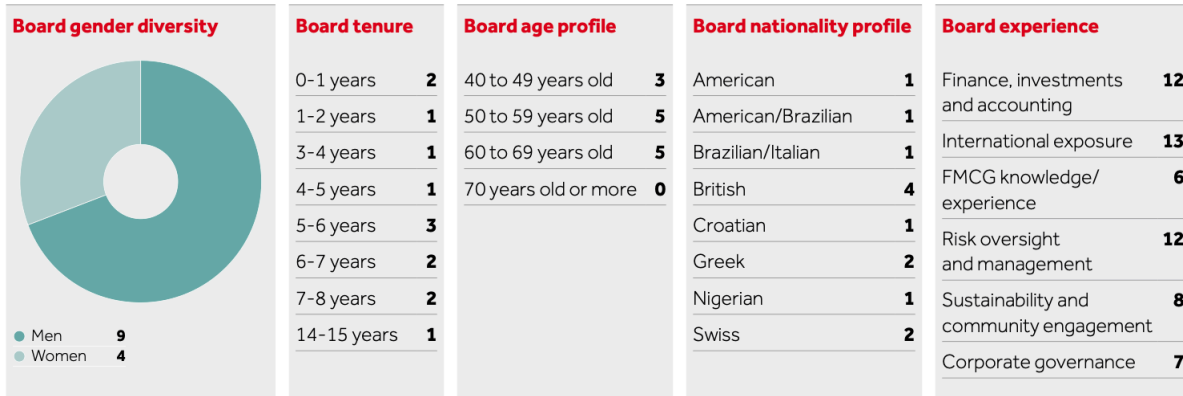 Board gender diversity
Men 9
Women 4
Board tenure
0-1 years 2
1-2 years 1
3-4 years 1
4-5 years 1
5-6 years 3
6-7 years 2
7-8 years 2
14-15 years 1
Board age profile
40 to 49 years old 3
50 to 59 years old 5
60 to 69 years old 5
70 years old or more 0
Board nationality profile
American 1
American/Brazilian 1
Brazilian/Italian 1
British 4
Croatian 1
Greek 2
Nigerian 1
Swiss 2
Board experience
Finance, investments 12
and accounting
International exposure 13
FMCG knowledge/ 6
experience
Risk oversight 12
and management
Sustainability and 8
community engagement
Corporate governance 7